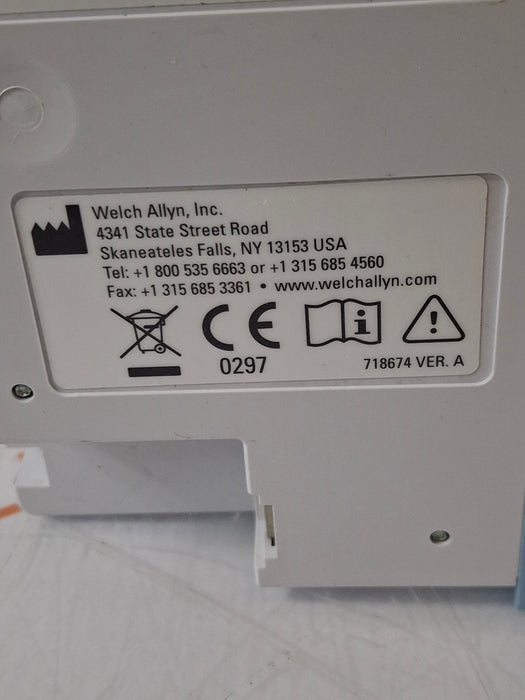 Welch Allyn, Inc.
4341 State Street Road
Skaneateles Falls, NY 13153 USA
Tel: +1 800 535 6663 or +1 315 685 4560
Fax: +1 315 685 3361 • www.welchallyn.com
CE
0297
718674 VER. A